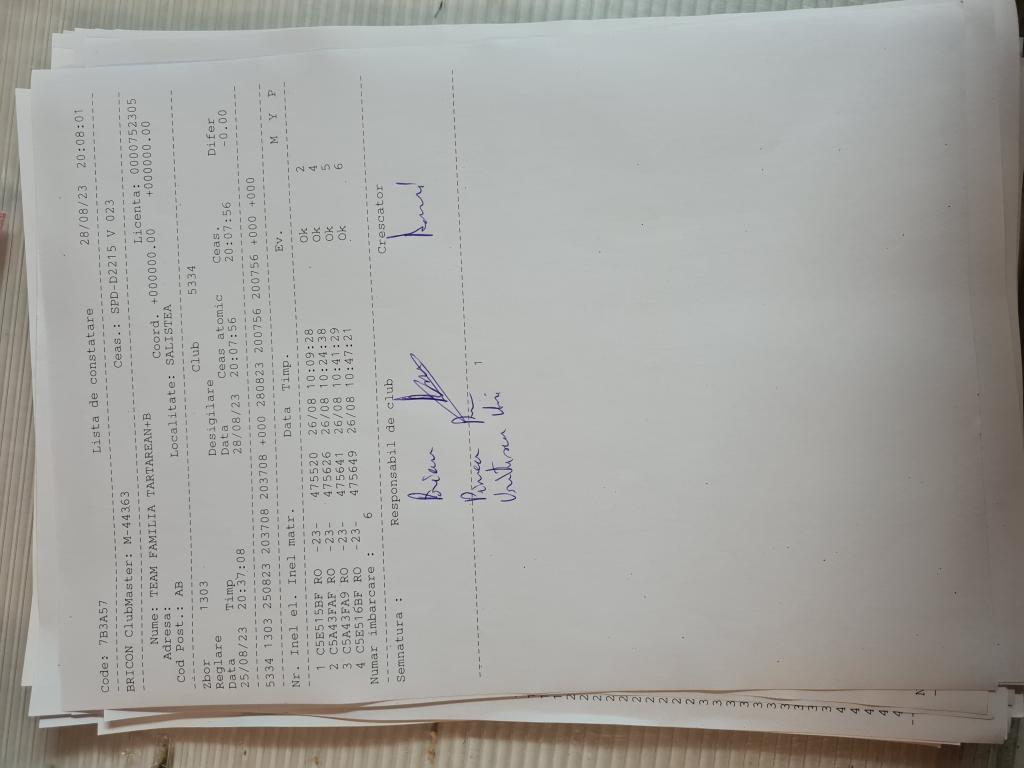 Code: 7B3A57 Lista de constatare 28/08/23 20:08:01
BRICON ClubMaster: M-44363 Ceas.: SPD-D2215 V 023
Nume: TEAM FAMILIA TARTAREAN+B Licenta: 0000752305
Adresa: Coord. +000000.00 +000000.00
Cod Post.: AB Localitate: SALISTEA
Zbor 1303 Club 5334
Reglare Desigilare
Data Timp Data Ceas atomic Ceas. Difer
25/08/23 20:37:08 28/08/23 20:07:56 20:07:56 -0.00
5334 1303 250823 203708 203708 +000 280823 200756 200756 +000 +000
Nr. Inel el. Inel matr. Data Timp. Ev. M Y P
1 C5E515BF RO -23- 475520 26/08 10:09:28 Ok 2
2 C5A43FAF RO -23- 475626 26/08 10:24:38 Ok 4
3 C5A43FA9 RO -23- 475641 26/08 10:41:29 Ok 5
4 C5E516BF RO -23- 475649 26/08 10:47:21 Ok 6
Numar imbarcare : 6
Semnatura : Responsabil de club Crescator
1